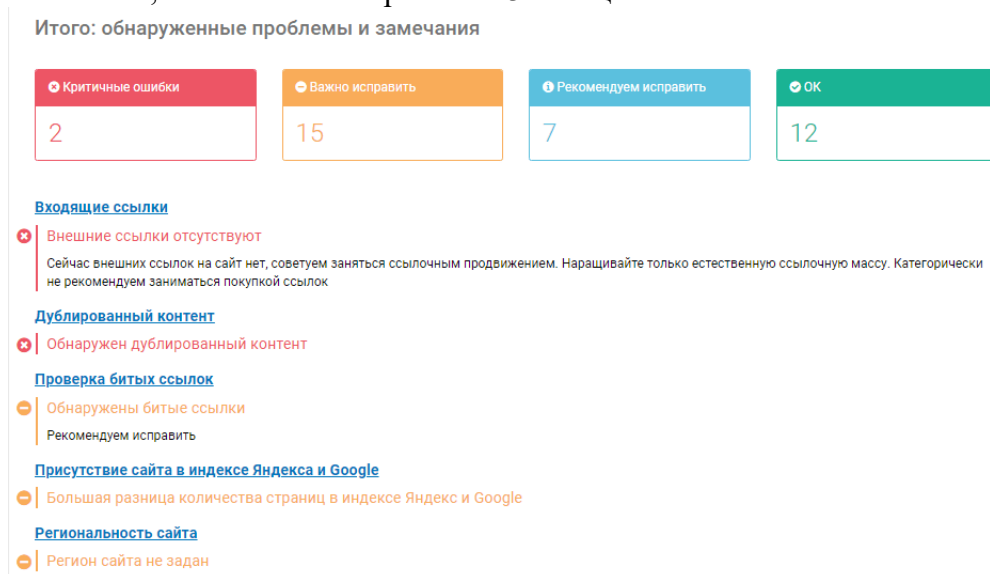 Итого: обнаруженные проблемы и замечания
Критичные ошибки
2
Важно исправить
15
Рекомендуем исправить
7
ОК
12
Входящие ссылки
Внешние ссылки отсутствуют
Сейчас внешних ссылок на сайт нет, советуем заняться ссылочным продвижением. Наращивайте только естественную ссылочную массу. Категорически
не рекомендуем заниматься покупкой ссылок
Дублированный контент
Обнаружен дублированный контент
Проверка битых ссылок
Обнаружены битые ссылки
Рекомендуем исправить
Присутствие сайта в индексе Яндекса и Google
Большая разница количества страниц в индексе Яндекс и Google
Региональность сайта
Регион сайта не задан